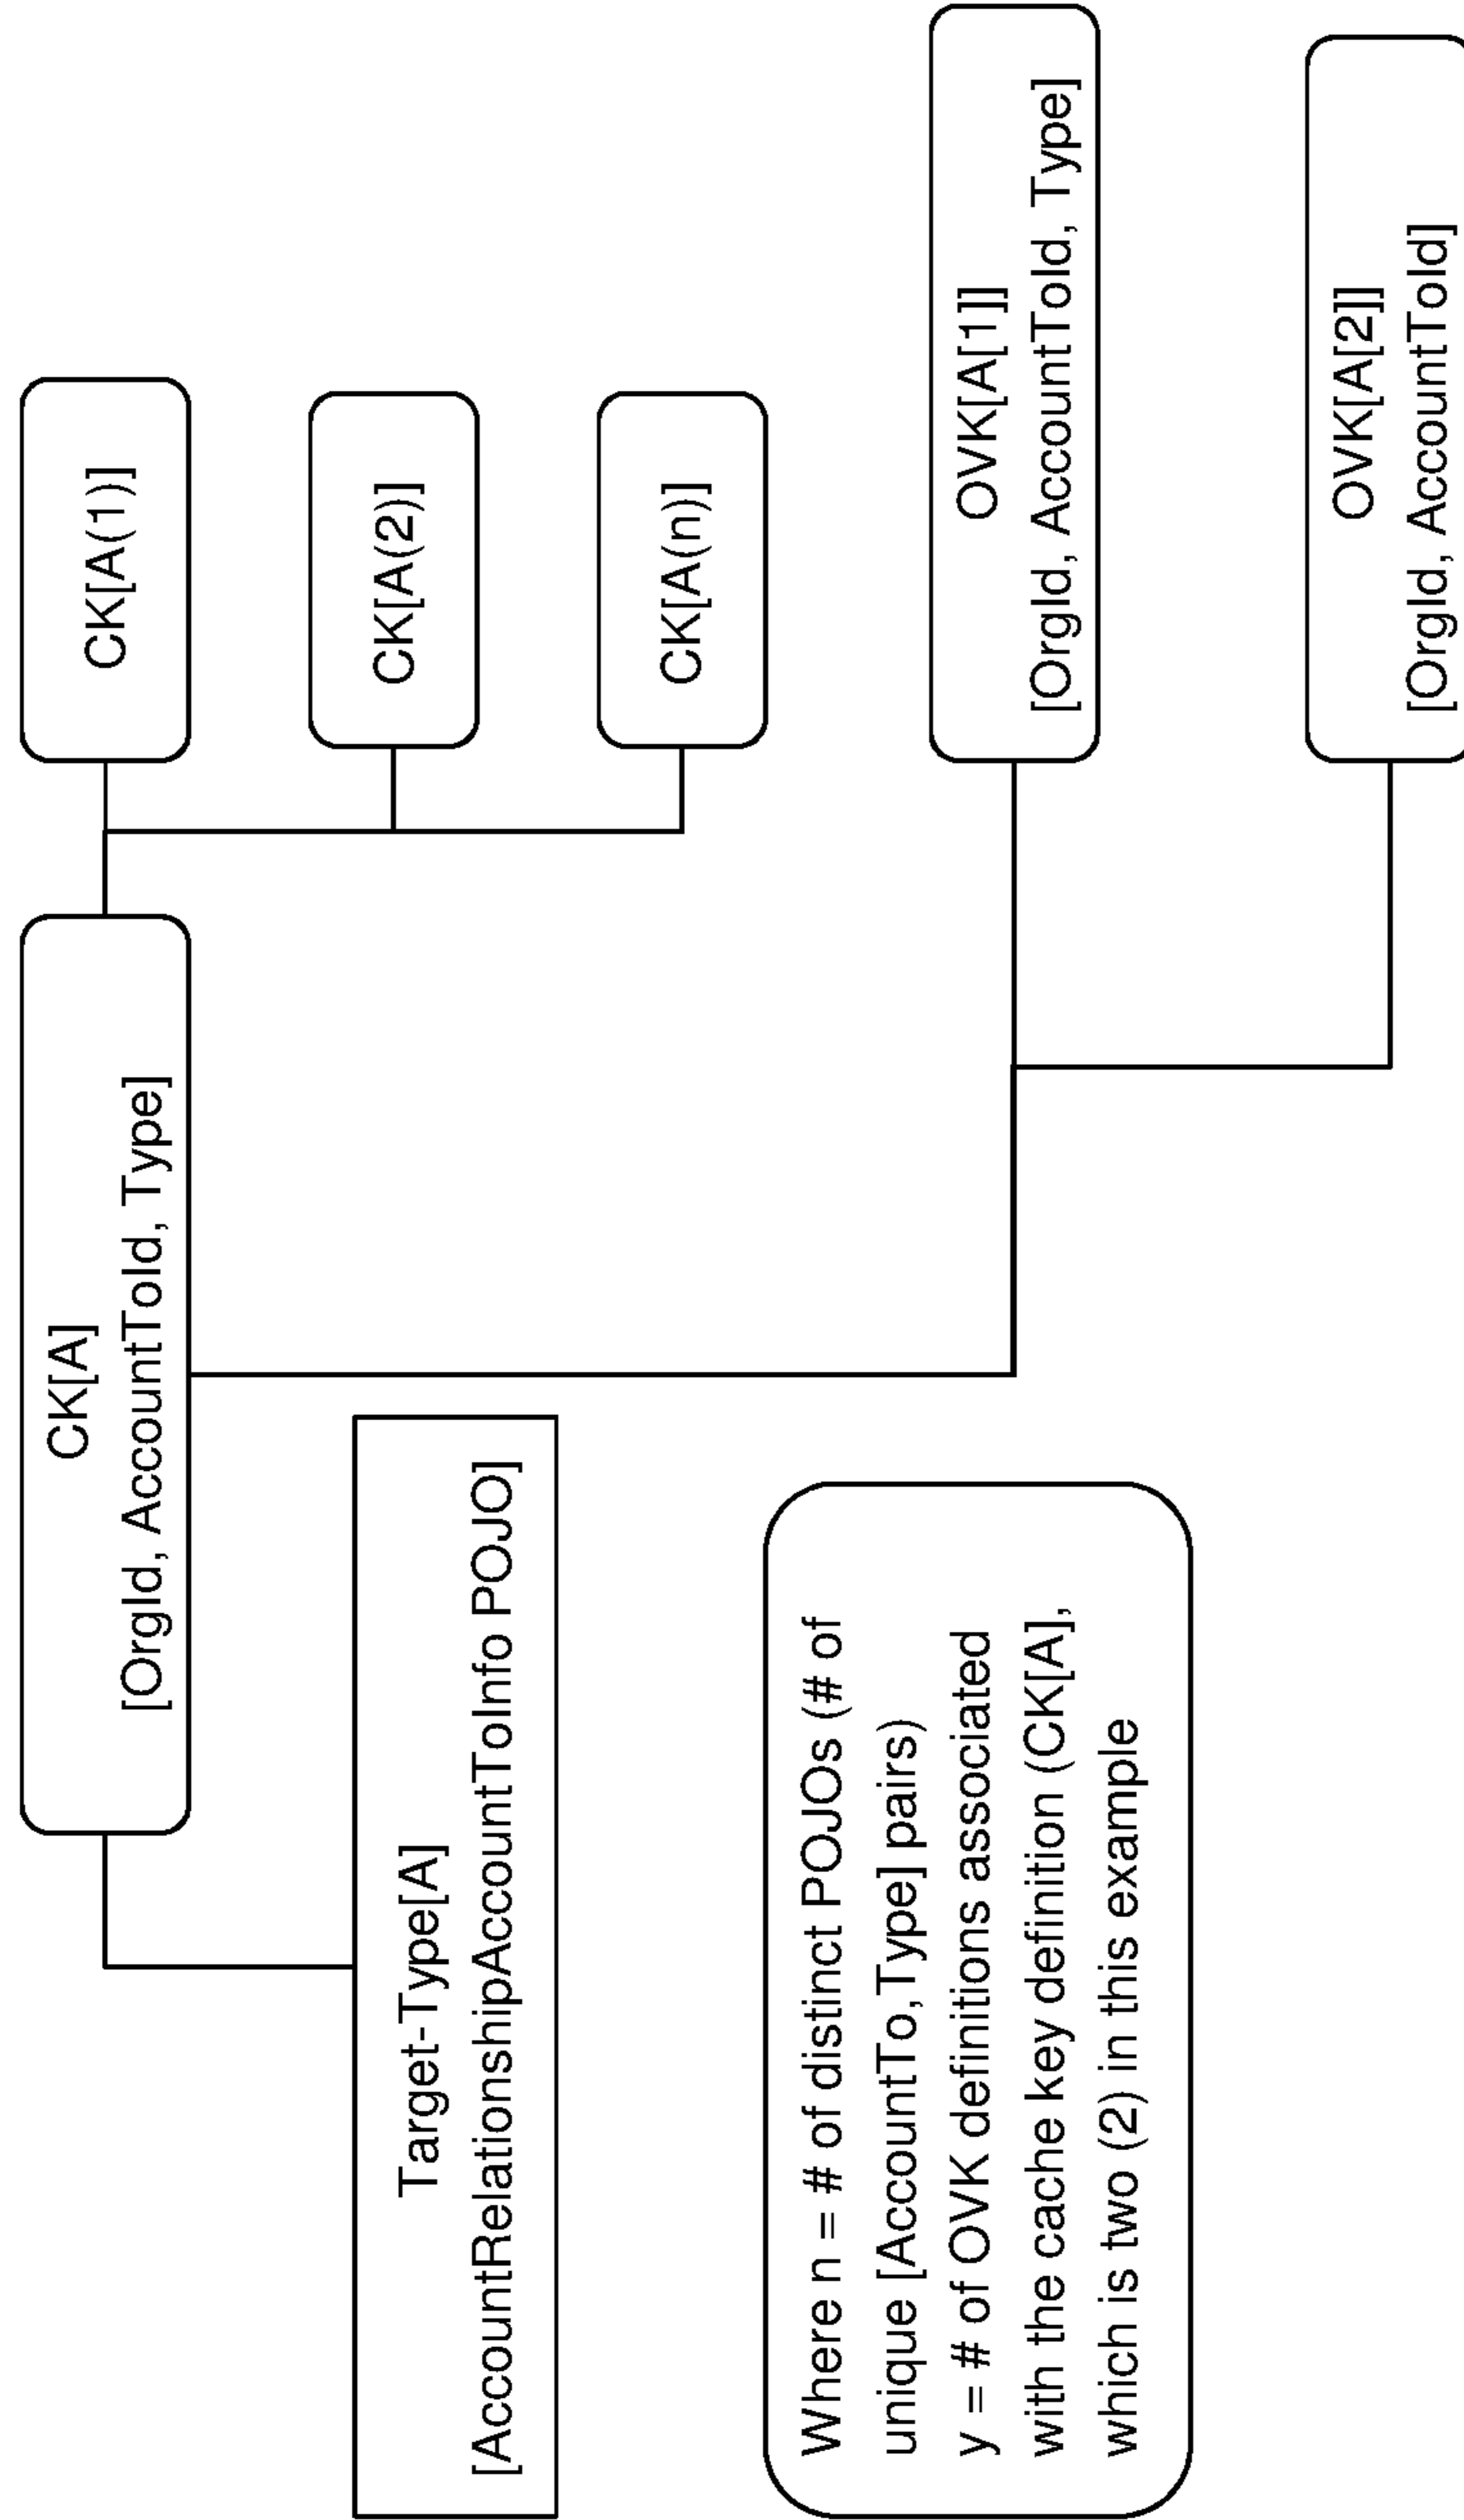 CK[A]
[OrgId, AccountToId, Type]
CK[A(1)]
Target-Type[A]
[AccountRelationshipAccountToInfo POJO]
CK[A(2)]
CK[A(n)]
Where n = # of distinct POJOs (# of
unique [AccountTo,Type] pairs)
y = # of OVK definitions associated
with the cache key definition (CK[A],
which is two (2) in this example
OVK[A[1]]
[OrgId, AccountToId, Type]
OVK[A[2]]
[OrgId, AccountToId]